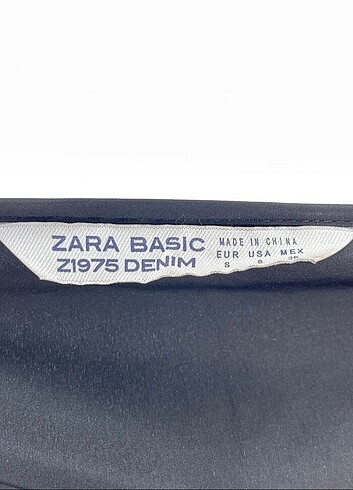 ZARA BASIC
Z1975 DENIM
MADE IN CHINA
EUR USA MEX
S S